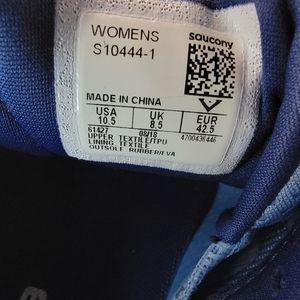 WOMENS saucony
S10444-1
MADE IN CHINA
USA UK EUR
10.5 8.5 42.5
61427 08/18 4700436446
UPPER TEXTILE/TPU
LINING TEXTILE
OUTSOLE RUBBER/EVA